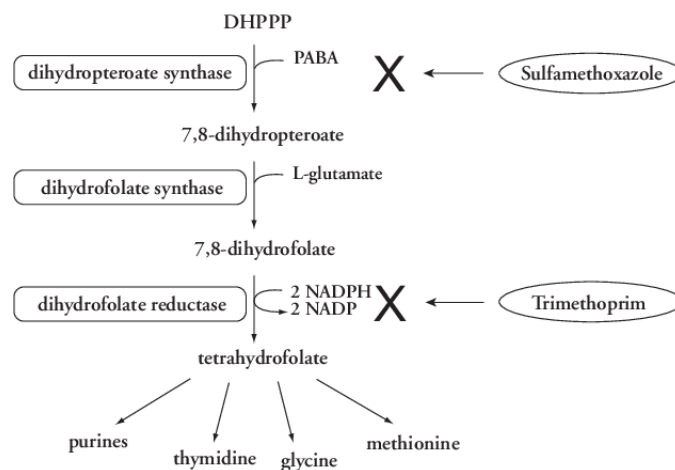 DHPPP
dihydropteroate synthase
PABA
X
Sulfamethoxazole
7,8-dihydropteroate
dihydrofolate synthase
L-glutamate
7,8-dihydrofolate
dihydrofolate reductase
2 NADPH
2 NADP
X
Trimethoprim
tetrahydrofolate
purines
thymidine
glycine
methionine